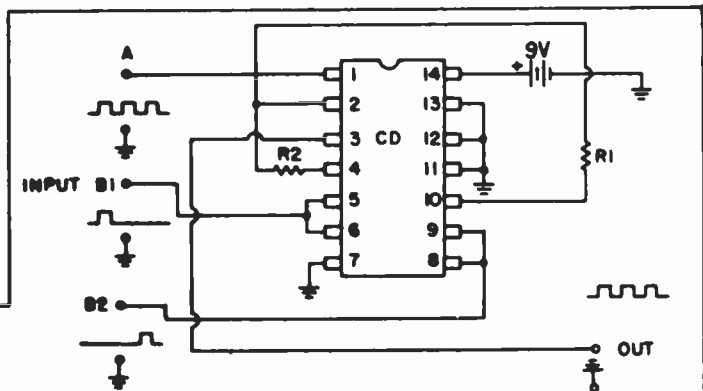 A
9V
+
1 14
2 13
3 CD 12
R2
4 11
R1
INPUT B1
5 10
6 9
7 8
B2
OUT